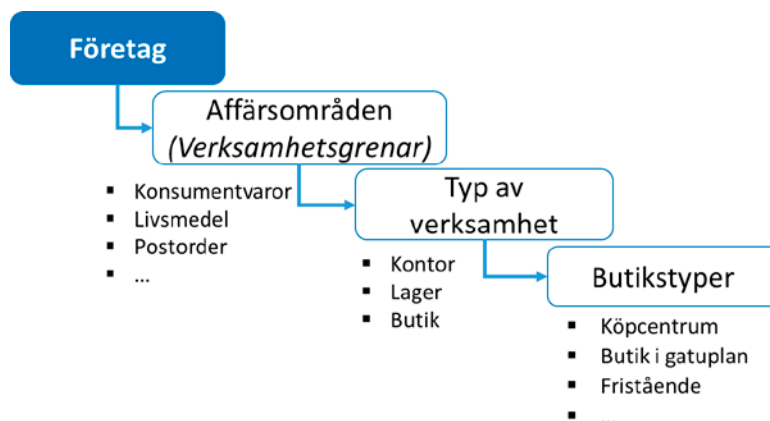 Företag
Affärsområden
(Verksamhetsgrenar)
▪ Konsumentvaror
▪ Livsmedel
▪ Postorder
▪ ...
Typ av
verksamhet
▪ Kontor
▪ Lager
▪ Butik
Butikstyper
▪ Köpcentrum
▪ Butik i gatuplan
▪ Fristående
▪ ...